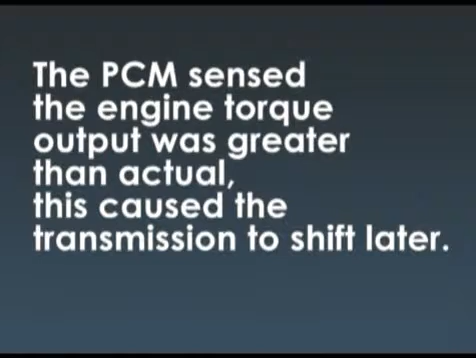 The PCM sensed
the engine torque
output was greater
than actual,
this caused the
transmission to shift later.